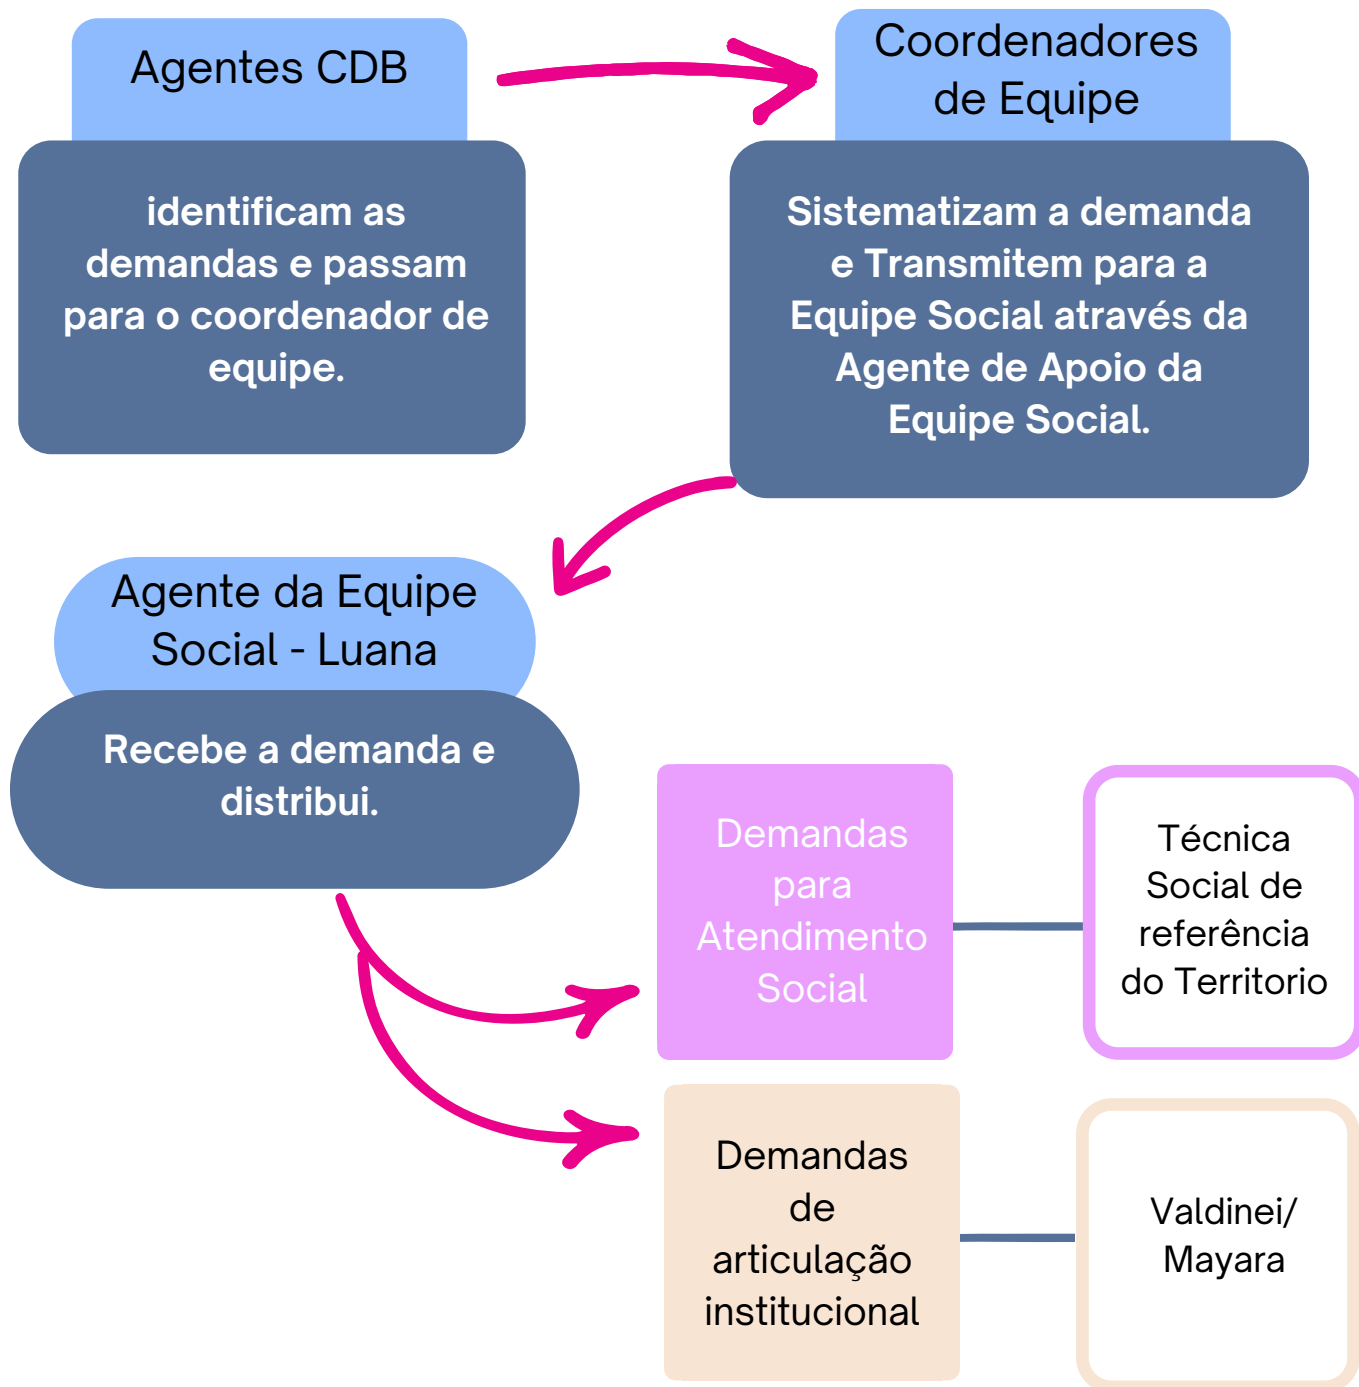 Agentes CDB
identificam as
demandas e passam
para o coordenador de
equipe.
Coordenadores
de Equipe
Sistematizam a demanda
e Transmitem para a
Equipe Social através da
Agente de Apoio da
Equipe Social.
Agente da Equipe
Social - Luana
Recebe a demanda e
distribui.
Demandas
para
Atendimento
Social
Técnica
Social de
referência
do Territorio
Demandas
de
articulação
institucional
Valdinei/
Mayara